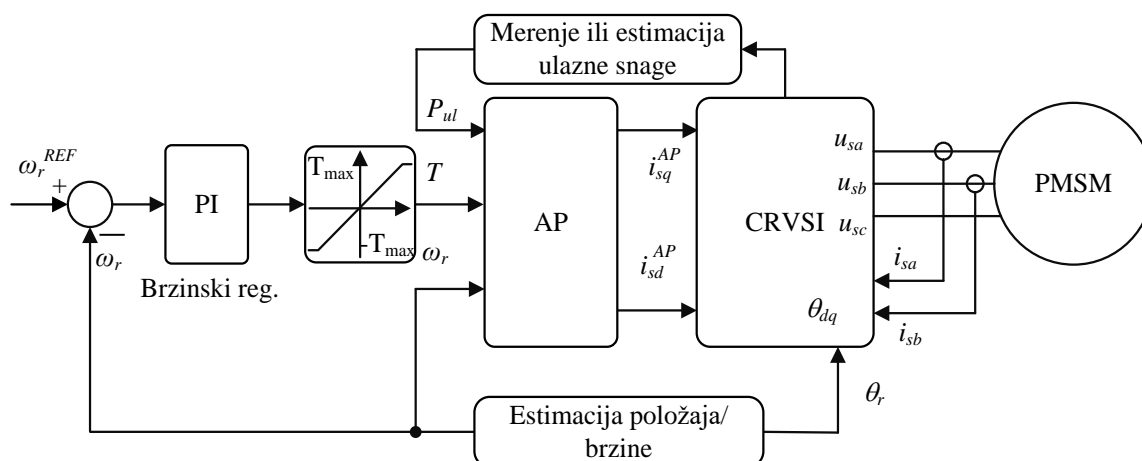 Merenje ili estimacija
ulazne snage
P_ul
ω_r^REF
+
−
ω_r
PI
Brzinski reg.
T_max
-T_max
T
ω_r
AP
i_sq^AP
i_sd^AP
CRVSI
u_sa
u_sb
u_sc
θ_dq
i_sa
i_sb
PMSM
θ_r
Estimacija položaja/
brzine